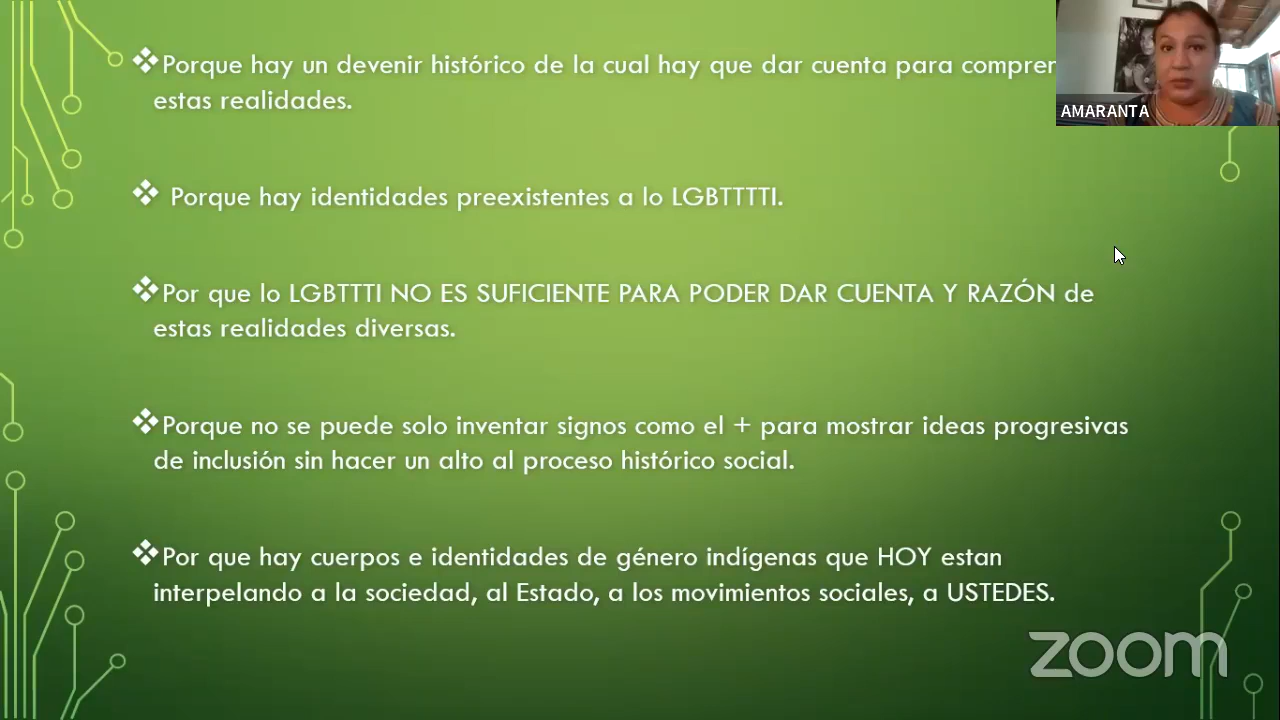 Porque hay un devenir histórico de la cual hay que dar cuenta para
estas realidades.
AMARANTA
Porque hay identidades preexistentes a lo LGBTTTTI.
Por que lo LGBTTTI NO ES SUFICIENTE PARA PODER DAR CUENTA Y RAZÓN de
estas realidades diversas.
Porque no se puede solo inventar signos como el + para mostrar ideas progresivas
de inclusión sin hacer un alto al proceso histórico social.
Por que hay cuerpos e identidades de género indígenas que HOY estan
interpelando a la sociedad, al Estado, a los movimientos sociales, a USTEDES.
zoom